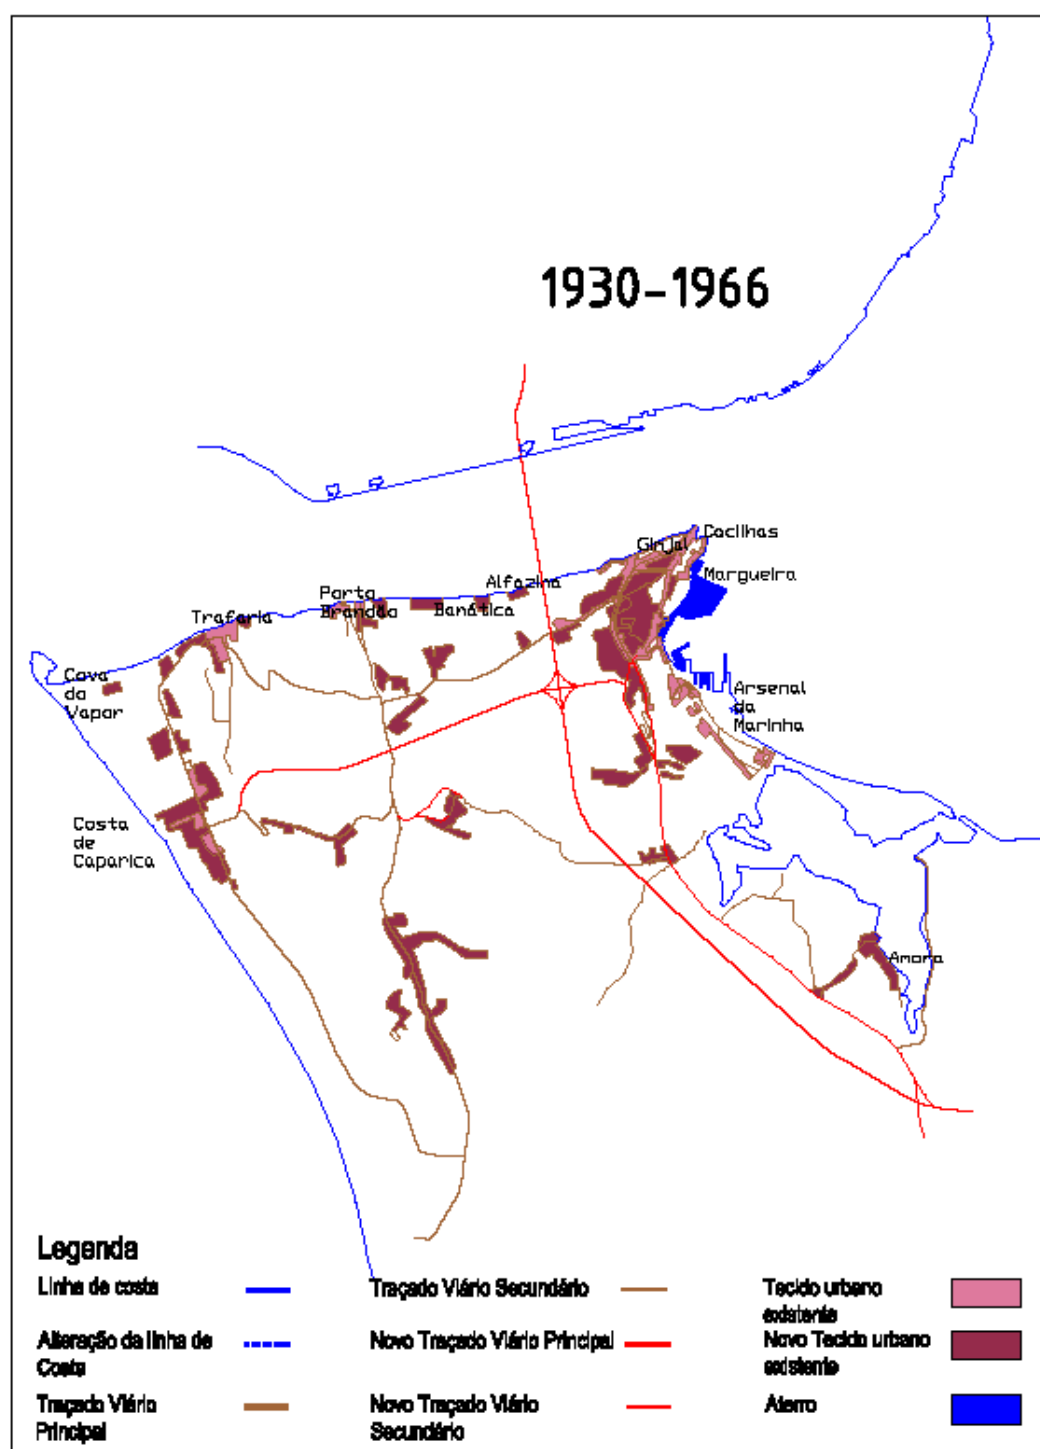 1930-1966
Cacilhas
Ginjal
Margueira
Alfazina
Porto
Brandão
Banática
Trafaria
Cova
do
Vapor
Arsenal
da
Marinha
Costa
de
Caparica
Amora
Legenda
Linha de costa
Traçado Viário Secundário
Tecido urbano
existente
Alteração da linha de
Costa
Novo Traçado Viário Principal
Novo Tecido urbano
existente
Traçado Viário
Principal
Novo Traçado Viário
Secundário
Aterro